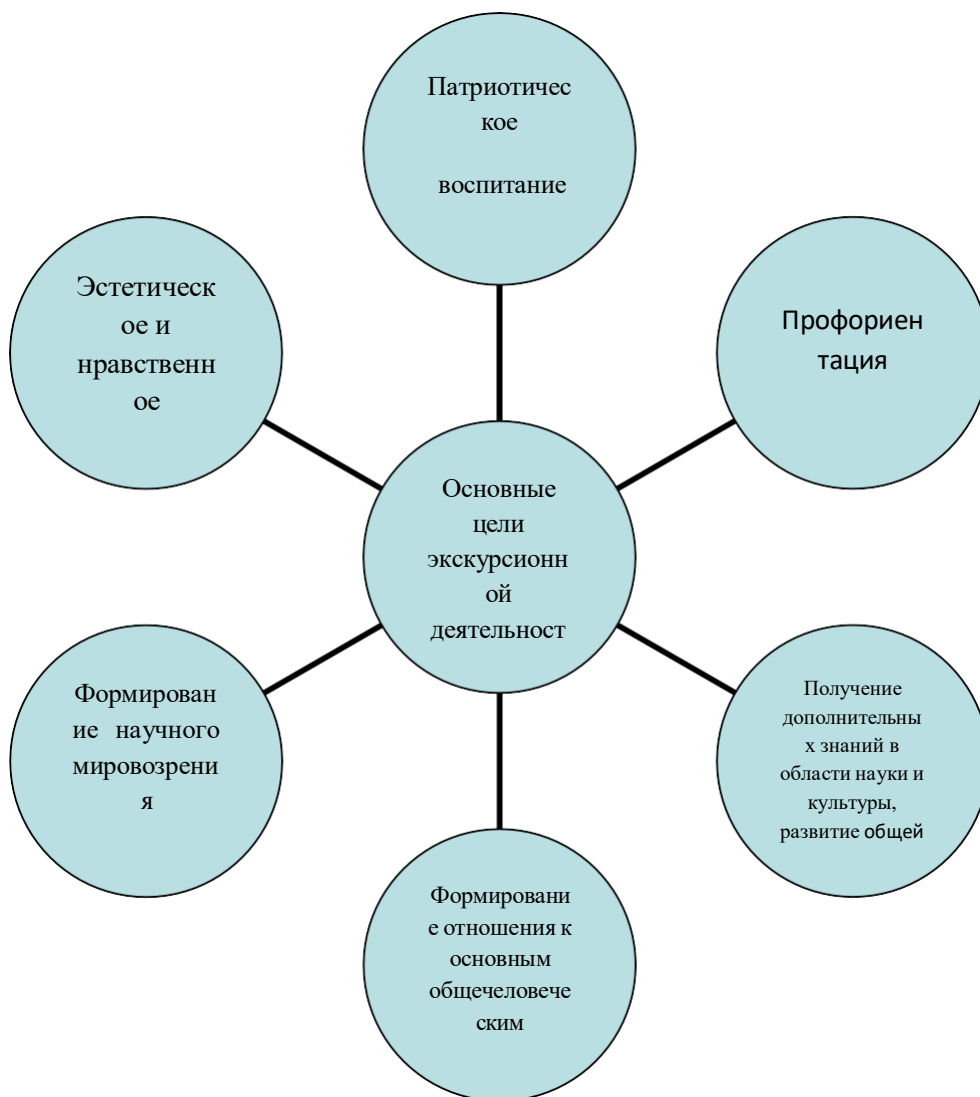 Патриотичес
кое
воспитание
Эстетическ
ое и
нравственн
ое
Профориен
тация
Основные
цели
экскурсионн
ой
деятельност
Формирован
ие научного
мировозрени
я
Получение
дополнительны
х знаний в
области науки и
культуры,
развитие общей
Формировани
е отношения к
основным
общечеловече
ским